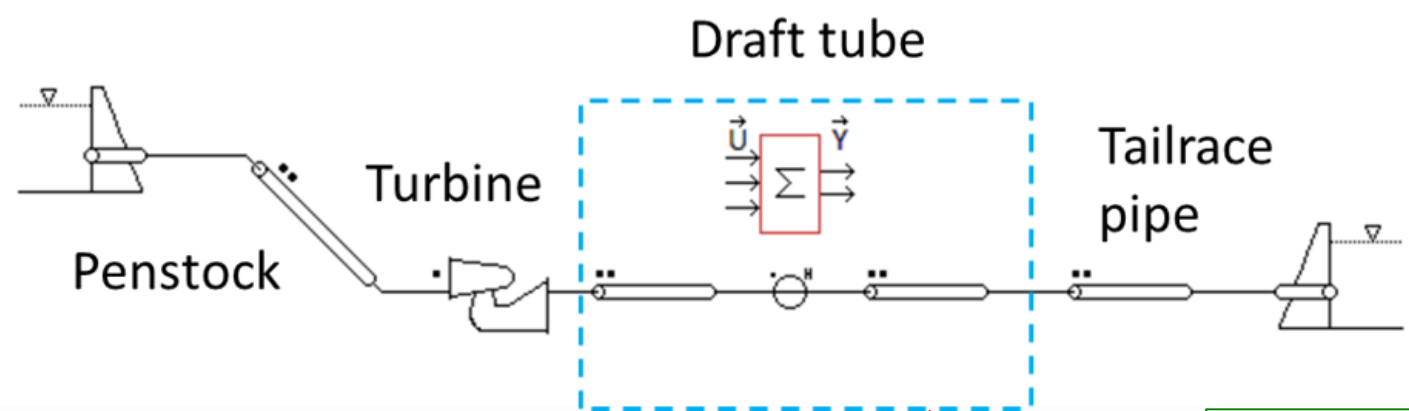 Draft tube
U Y
Σ
Turbine
Tailrace
pipe
Penstock
H